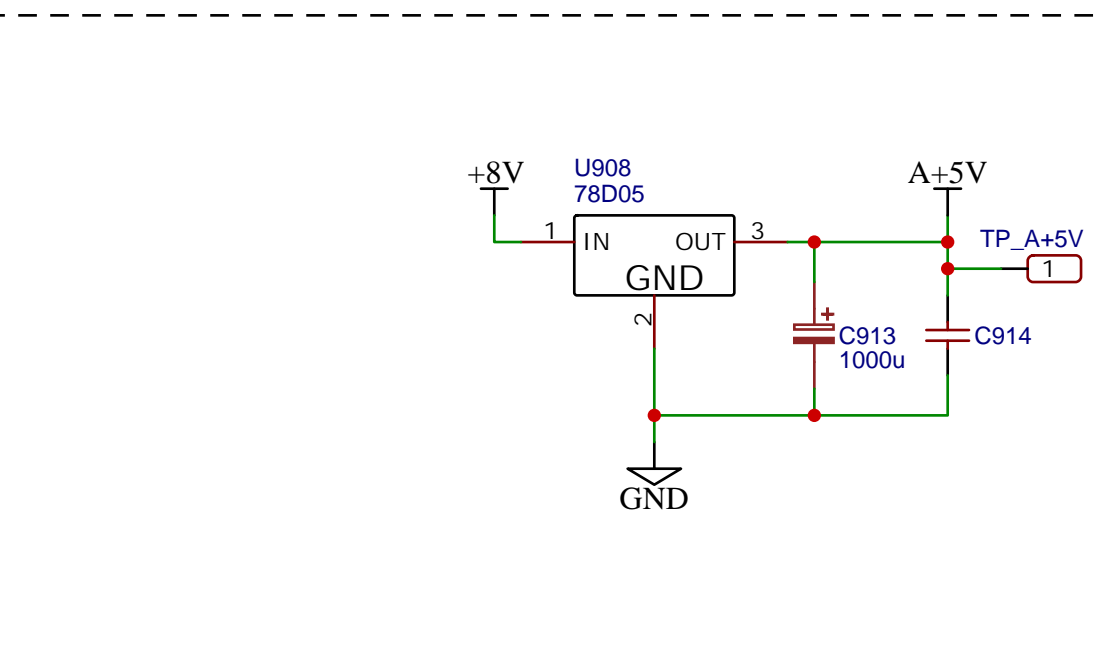 +8V
U908
78D05
A+5V
1
IN
OUT
3
TP_A+5V
1
GND
2
+
C913
1000u
C914
GND